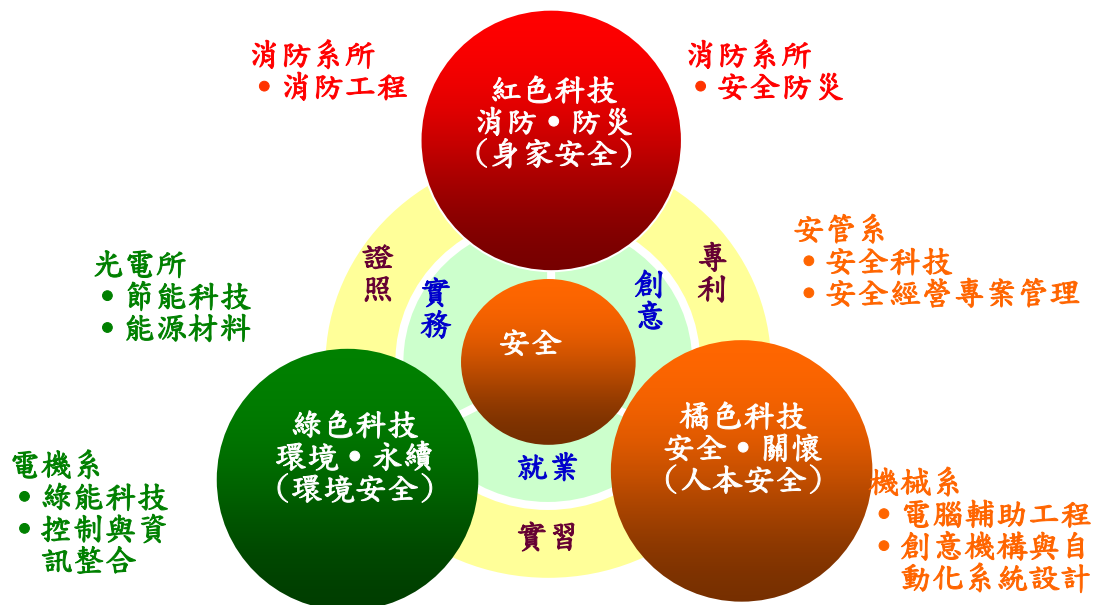 消防系所
• 消防工程
紅色科技
消防•防災
(身家安全)
消防系所
• 安全防災
光電所
• 節能科技
• 能源材料
證照
實務
安全
創意
專利
安管系
• 安全科技
• 安全經營專案管理
電機系
• 綠能科技
• 控制與資
訊整合
綠色科技
環境•永續
(環境安全)
就業
實習
橘色科技
安全•關懷
(人本安全)
機械系
• 電腦輔助工程
• 創意機構與自
動化系統設計